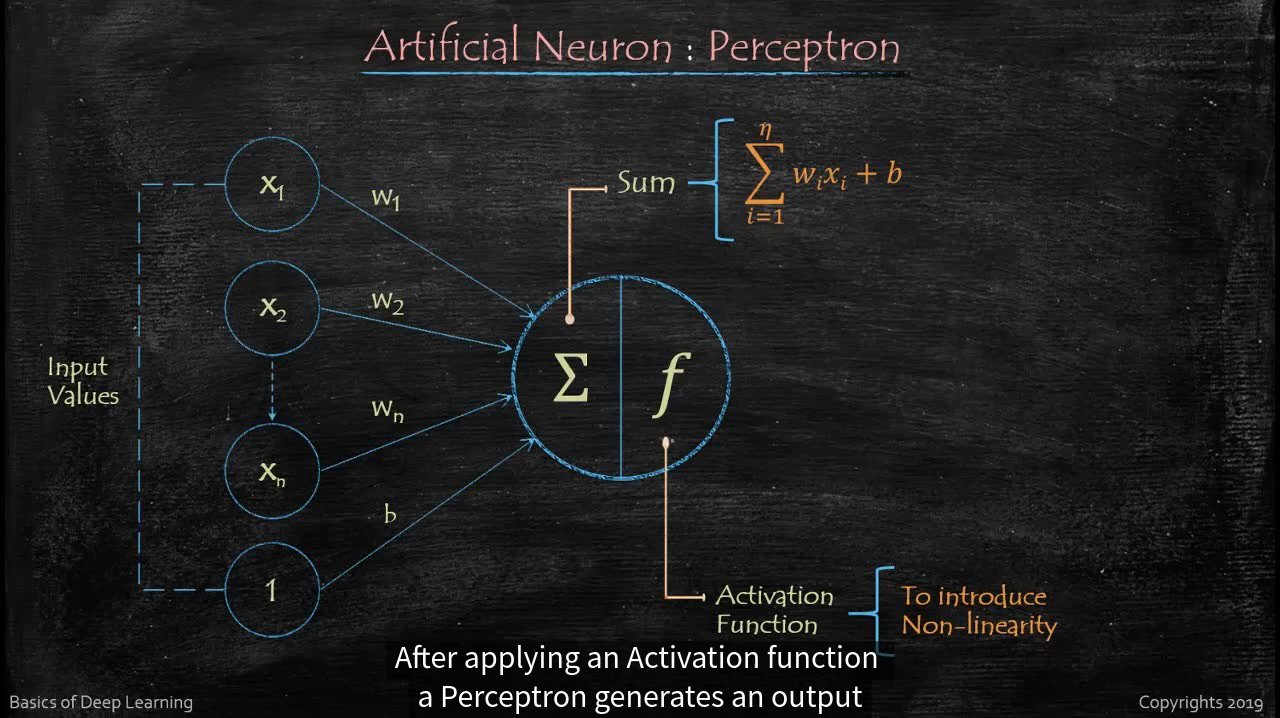 Artificial Neuron : Perceptron
x1
w1
Sum
η
∑ wixi + b
i=1
x2
w2
Input
Values
Σ
f
wn
xn
b
1
Activation
Function
To introduce
Non-linearity
After applying an Activation function
a Perceptron generates an output
Basics of Deep Learning
Copyrights 2019